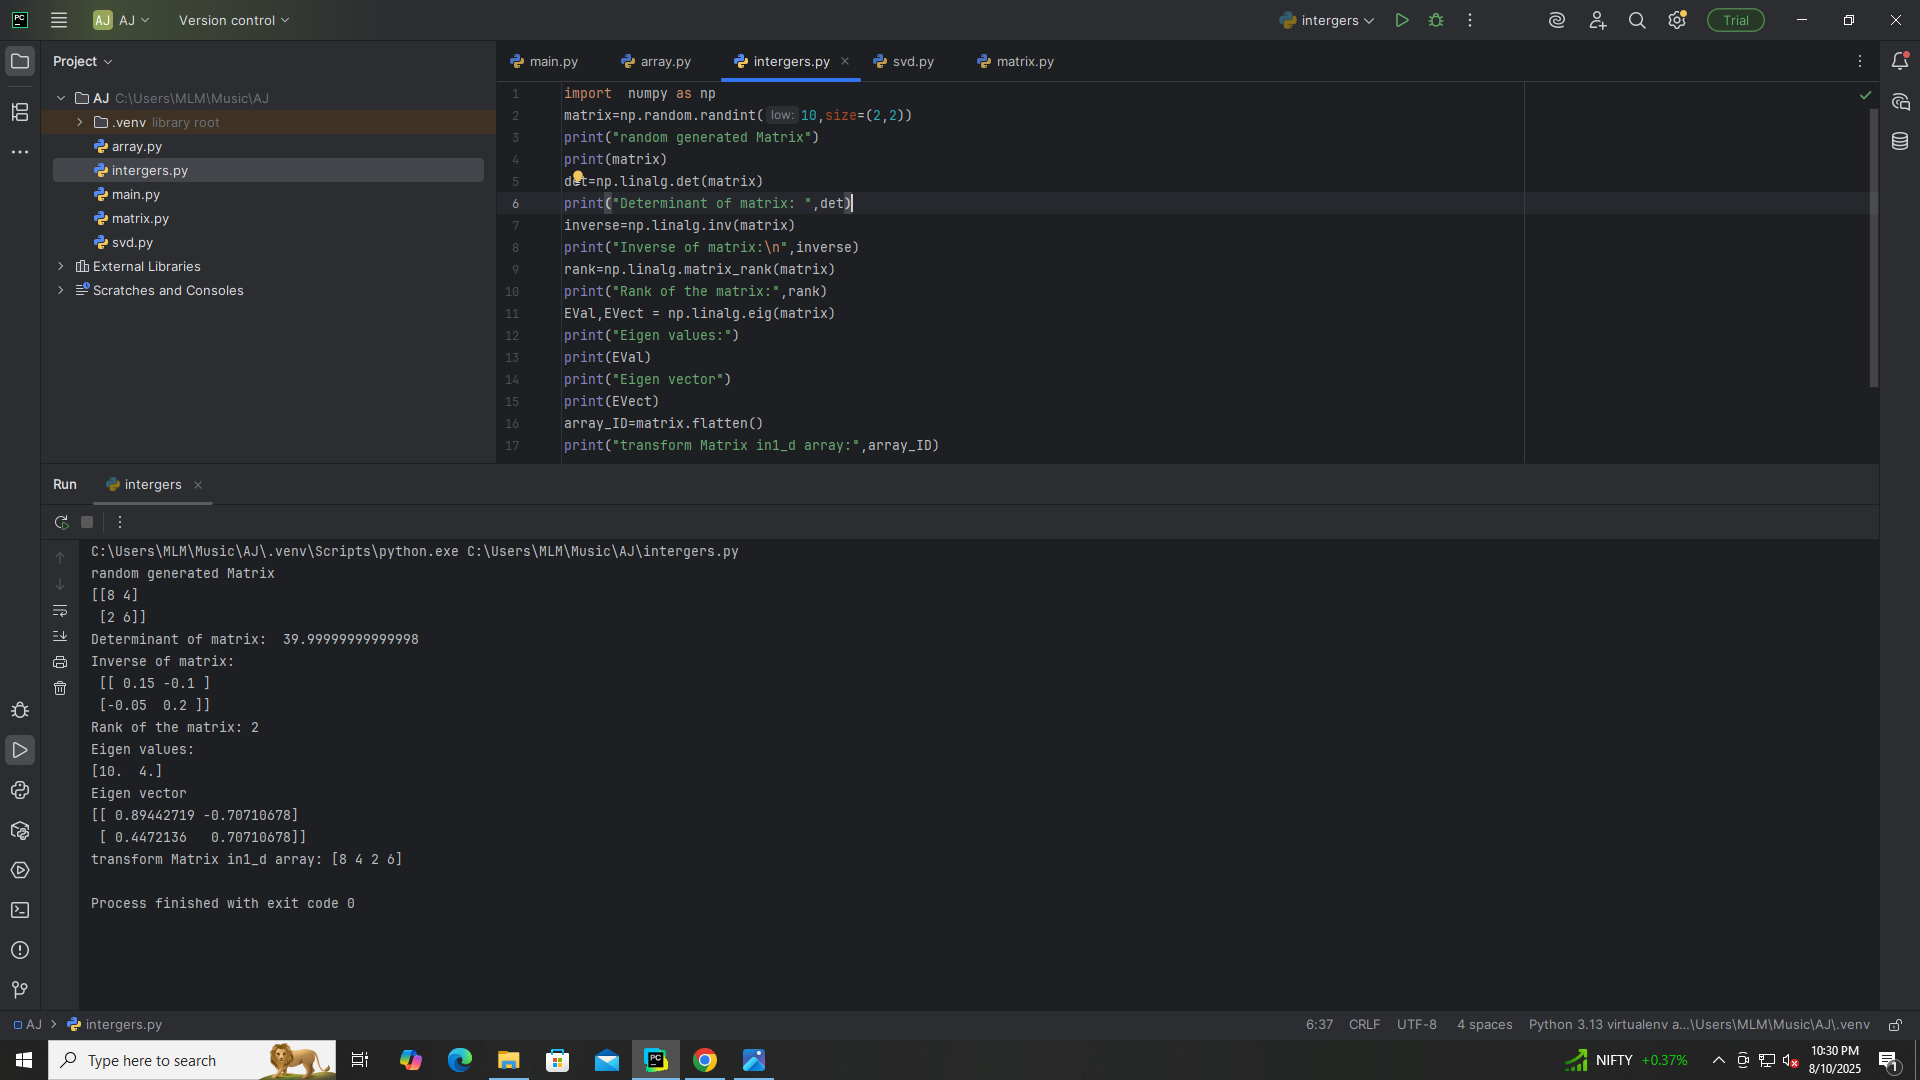 PC AJ AJ Version control intergers Trial
Project
AJ C:\Users\MLM\Music\AJ
.venv library root
array.py
intergers.py
main.py
matrix.py
svd.py
External Libraries
Scratches and Consoles
main.py array.py intergers.py svd.py matrix.py
1 import  numpy as np
2 matrix=np.random.randint( low: 10,size=(2,2))
3 print("random generated Matrix")
4 print(matrix)
5 det=np.linalg.det(matrix)
6 print("Determinant of matrix: ",det)
7 inverse=np.linalg.inv(matrix)
8 print("Inverse of matrix:\n",inverse)
9 rank=np.linalg.matrix_rank(matrix)
10 print("Rank of the matrix:",rank)
11 EVal,EVect = np.linalg.eig(matrix)
12 print("Eigen values:")
13 print(EVal)
14 print("Eigen vector")
15 print(EVect)
16 array_ID=matrix.flatten()
17 print("transform Matrix in1_d array:",array_ID)
Run intergers
C:\Users\MLM\Music\AJ\.venv\Scripts\python.exe C:\Users\MLM\Music\AJ\intergers.py
random generated Matrix
[[8 4]
 [2 6]]
Determinant of matrix:  39.99999999999998
Inverse of matrix:
 [[ 0.15 -0.1 ]
 [-0.05  0.2 ]]
Rank of the matrix: 2
Eigen values:
[10.  4.]
Eigen vector
[[ 0.89442719 -0.70710678]
 [ 0.4472136   0.70710678]]
transform Matrix in1_d array: [8 4 2 6]
Process finished with exit code 0
AJ intergers.py 6:37 CRLF UTF-8 4 spaces Python 3.13 virtualenv a...\Users\MLM\Music\AJ\.venv
Type here to search PC NIFTY +0.37% 10:30 PM
8/10/2025 1